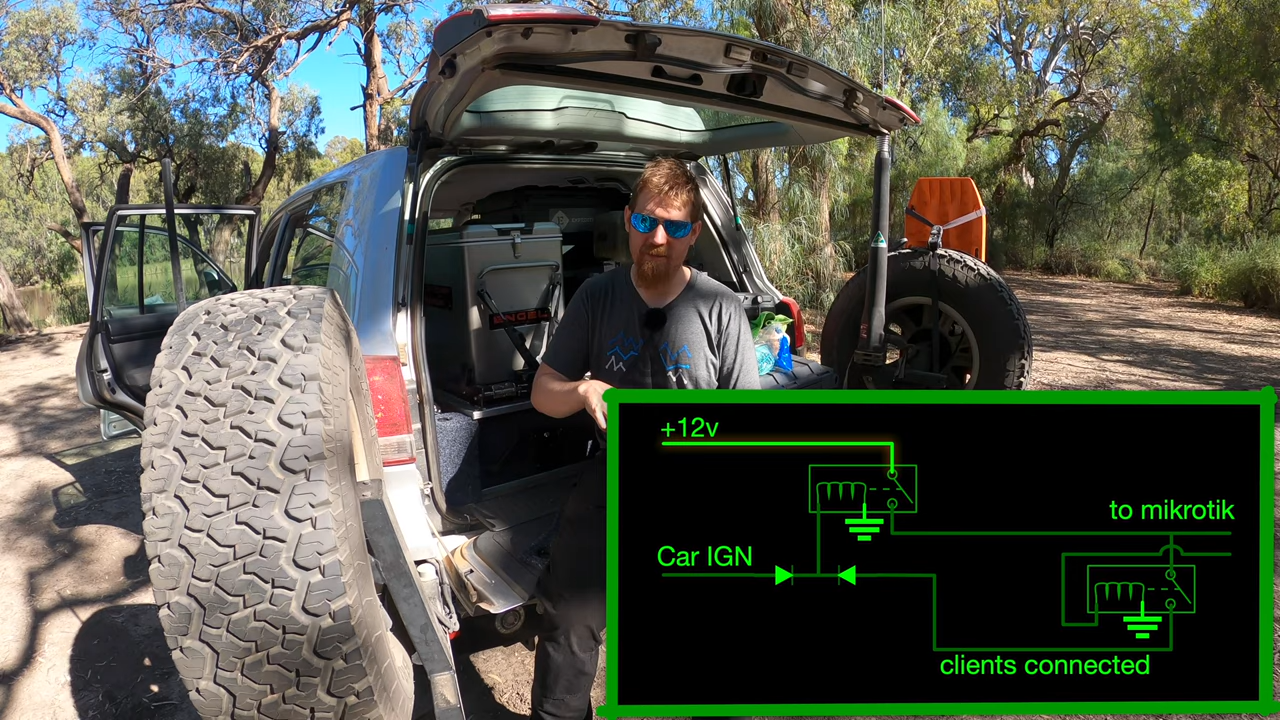 ENGEL
+12v
to mikrotik
Car IGN
clients connected